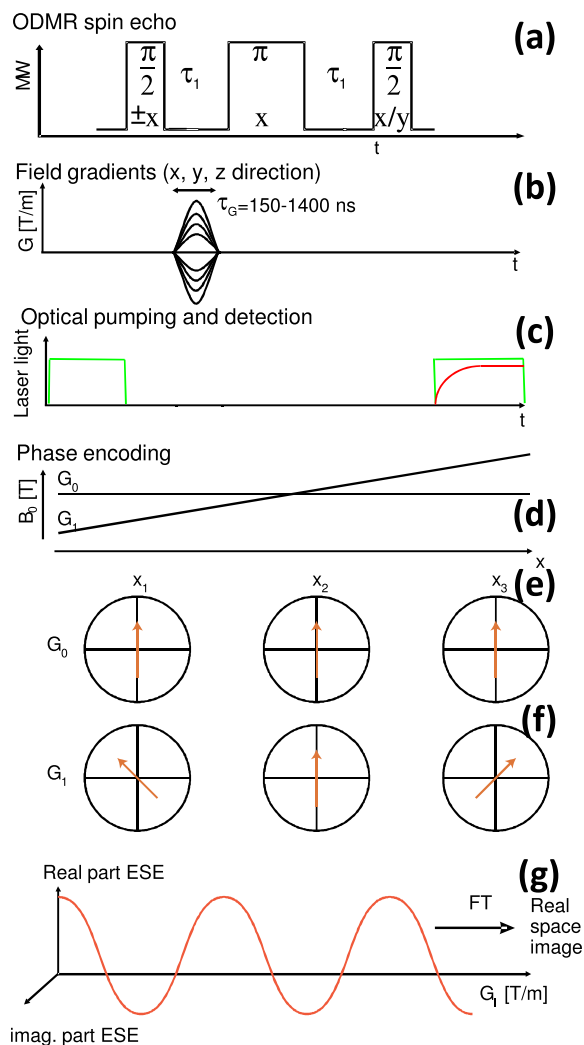 ODMR spin echo
(a)
MW
π/2 τ1 π τ1 π/2
±x x x/y
t
Field gradients (x, y, z direction)
(b)
G [T/m]
τG=150-1400 ns
t
Optical pumping and detection
(c)
Laser light
t
Phase encoding
B0 [T]
G0
G1
(d)
x
(e)
x1 x2 x3
G0
(f)
G1
(g)
Real part ESE
FT
Real
space
image
Gl [T/m]
imag. part ESE